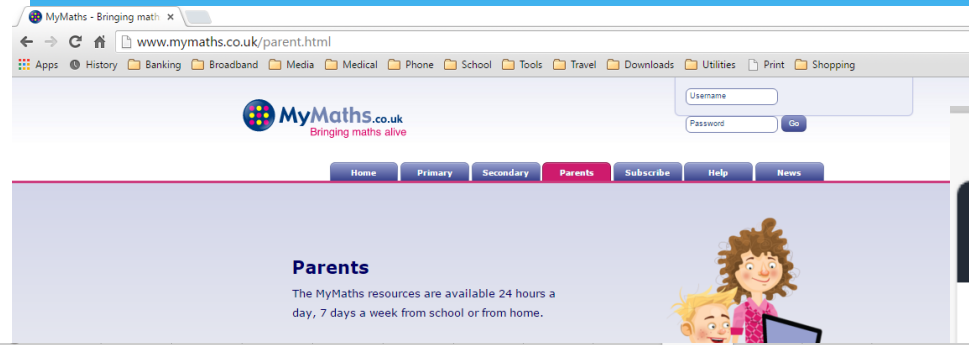 MyMaths - Bringing math
www.mymaths.co.uk/parent.html
Apps History Banking Broadband Media Medical Phone School Tools Travel Downloads Utilities Print Shopping
Username
MyMaths.co.uk
Bringing maths alive
Password Go
Home Primary Secondary Parents Subscribe Help News
Parents
The MyMaths resources are available 24 hours a
day, 7 days a week from school or from home.